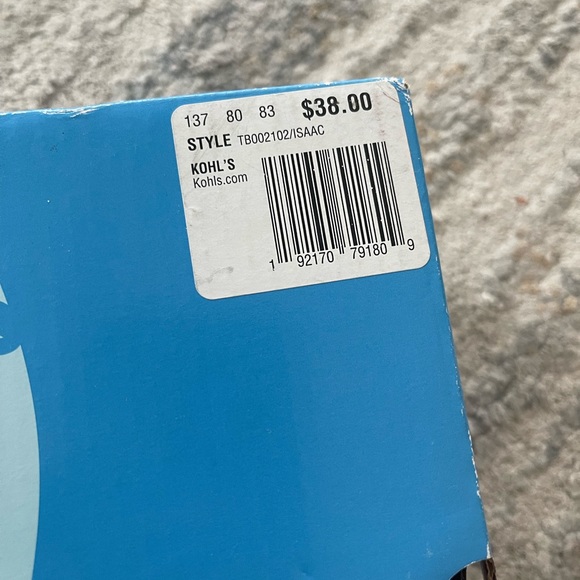 137 80 83 $38.00
STYLE TB002102/ISAAC
KOHL'S
Kohls.com
1 92170 79180 9